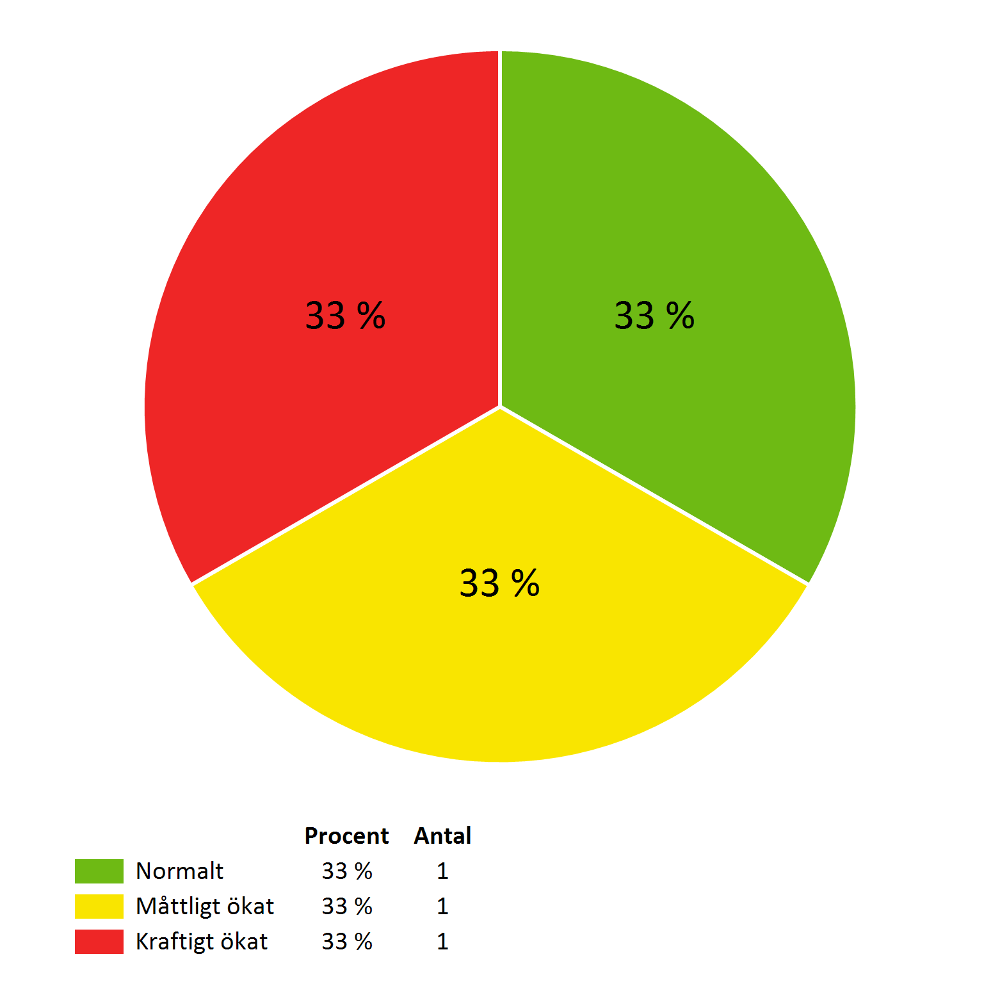 33 % 33 %
33 %
Procent Antal
Normalt 33 % 1
Måttligt ökat 33 % 1
Kraftigt ökat 33 % 1